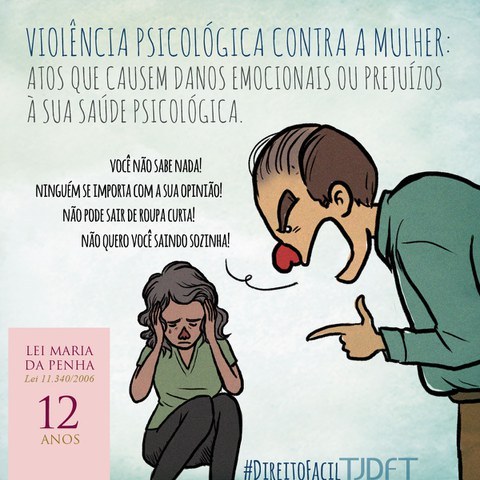 VIOLÊNCIA PSICOLÓGICA CONTRA A MULHER:
ATOS QUE CAUSEM DANOS EMOCIONAIS OU PREJUÍZOS
À SUA SAÚDE PSICOLÓGICA.
VOCÊ NÃO SABE NADA!
NINGUÉM SE IMPORTA COM A SUA OPINIÃO!
NÃO PODE SAIR DE ROUPA CURTA!
NÃO QUERO VOCÊ SAINDO SOZINHA!
LEI MARIA
DA PENHA
Lei 11.340/2006
12
ANOS
#DIREITOFACIL TJDFT